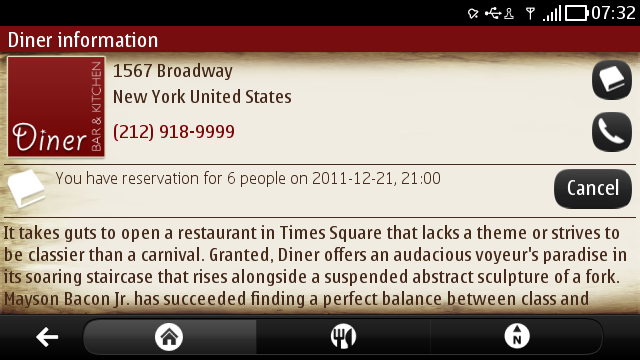 07:32
Diner information
Diner
BAR & KITCHEN
1567 Broadway
New York United States
(212) 918-9999
You have reservation for 6 people on 2011-12-21, 21:00
Cancel
It takes guts to open a restaurant in Times Square that lacks a theme or strives to
be classier than a carnival. Granted, Diner offers an audacious voyeur's paradise in
its soaring staircase that rises alongside a suspended abstract sculpture of a fork.
Mayson Bacon Jr. has succeeded finding a perfect balance between class and
N